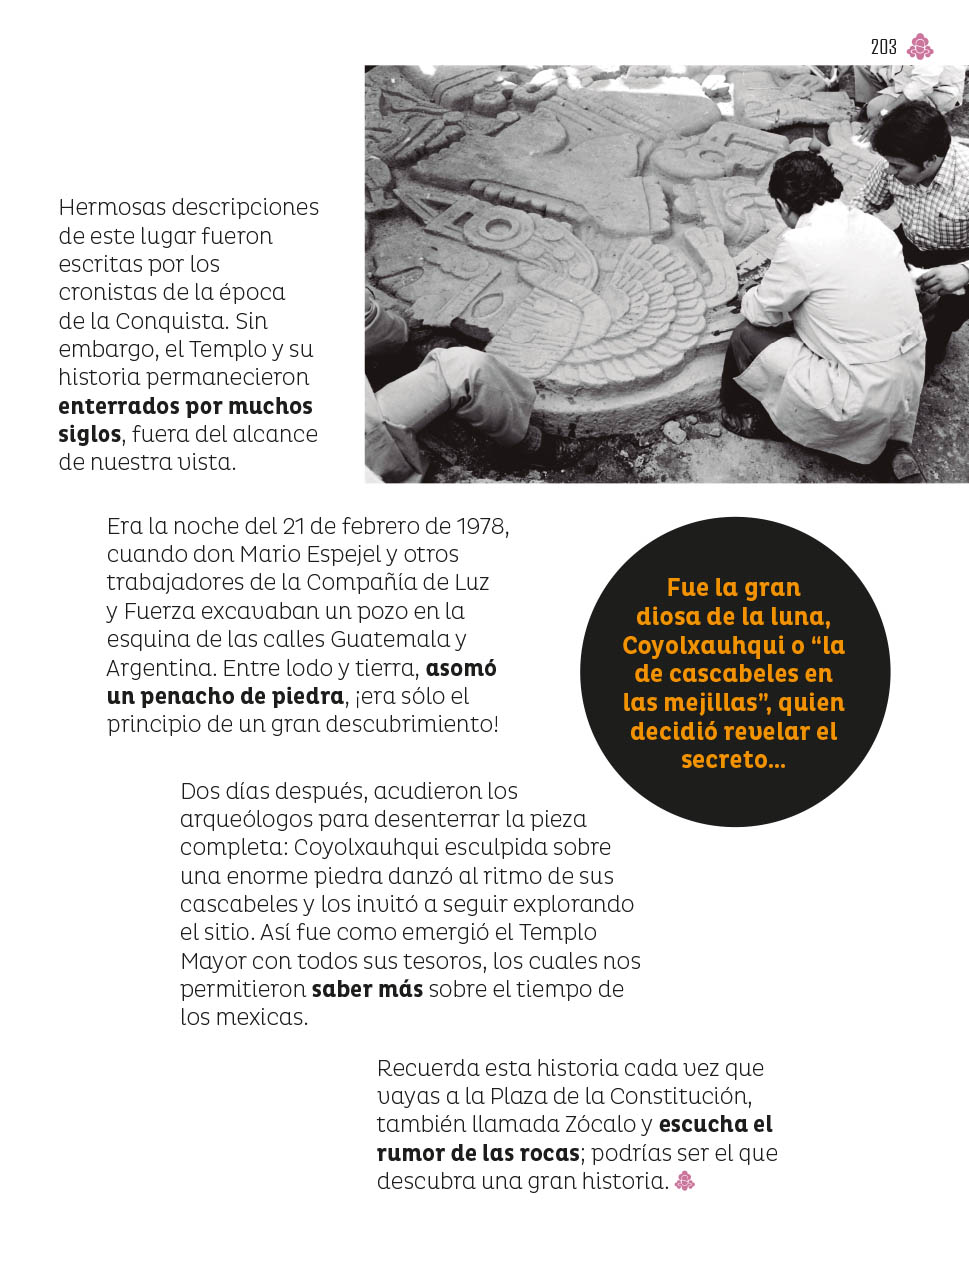 203
Hermosas descripciones
de este lugar fueron
escritas por los
cronistas de la época
de la Conquista. Sin
embargo, el Templo y su
historia permanecieron
enterrados por muchos
siglos, fuera del alcance
de nuestra vista.
Era la noche del 21 de febrero de 1978,
cuando don Mario Espejel y otros
trabajadores de la Compañía de Luz
y Fuerza excavaban un pozo en la
esquina de las calles Guatemala y
Argentina. Entre lodo y tierra, asomó
un penacho de piedra, ¡era sólo el
principio de un gran descubrimiento!
Fue la gran
diosa de la luna,
Coyolxauhqui o “la
de cascabeles en
las mejillas”, quien
decidió revelar el
secreto...
Dos días después, acudieron los
arqueólogos para desenterrar la pieza
completa: Coyolxauhqui esculpida sobre
una enorme piedra danzó al ritmo de sus
cascabeles y los invitó a seguir explorando
el sitio. Así fue como emergió el Templo
Mayor con todos sus tesoros, los cuales nos
permitieron saber más sobre el tiempo de
los mexicas.
Recuerda esta historia cada vez que
vayas a la Plaza de la Constitución,
también llamada Zócalo y escucha el
rumor de las rocas; podrías ser el que
descubra una gran historia.